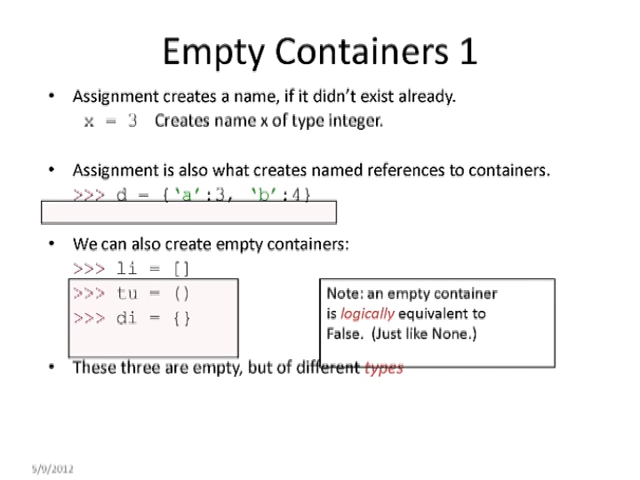 Empty Containers 1
• Assignment creates a name, if it didn't exist already.
x = 3 Creates name x of type integer.
• Assignment is also what creates named references to containers.
>>> d = {‘a’:3, ‘b’:4}
• We can also create empty containers:
>>> li = []
>>> tu = ()
>>> di = {}
Note: an empty container
is logically equivalent to
False. (Just like None.)
• These three are empty, but of different types
5/9/2012